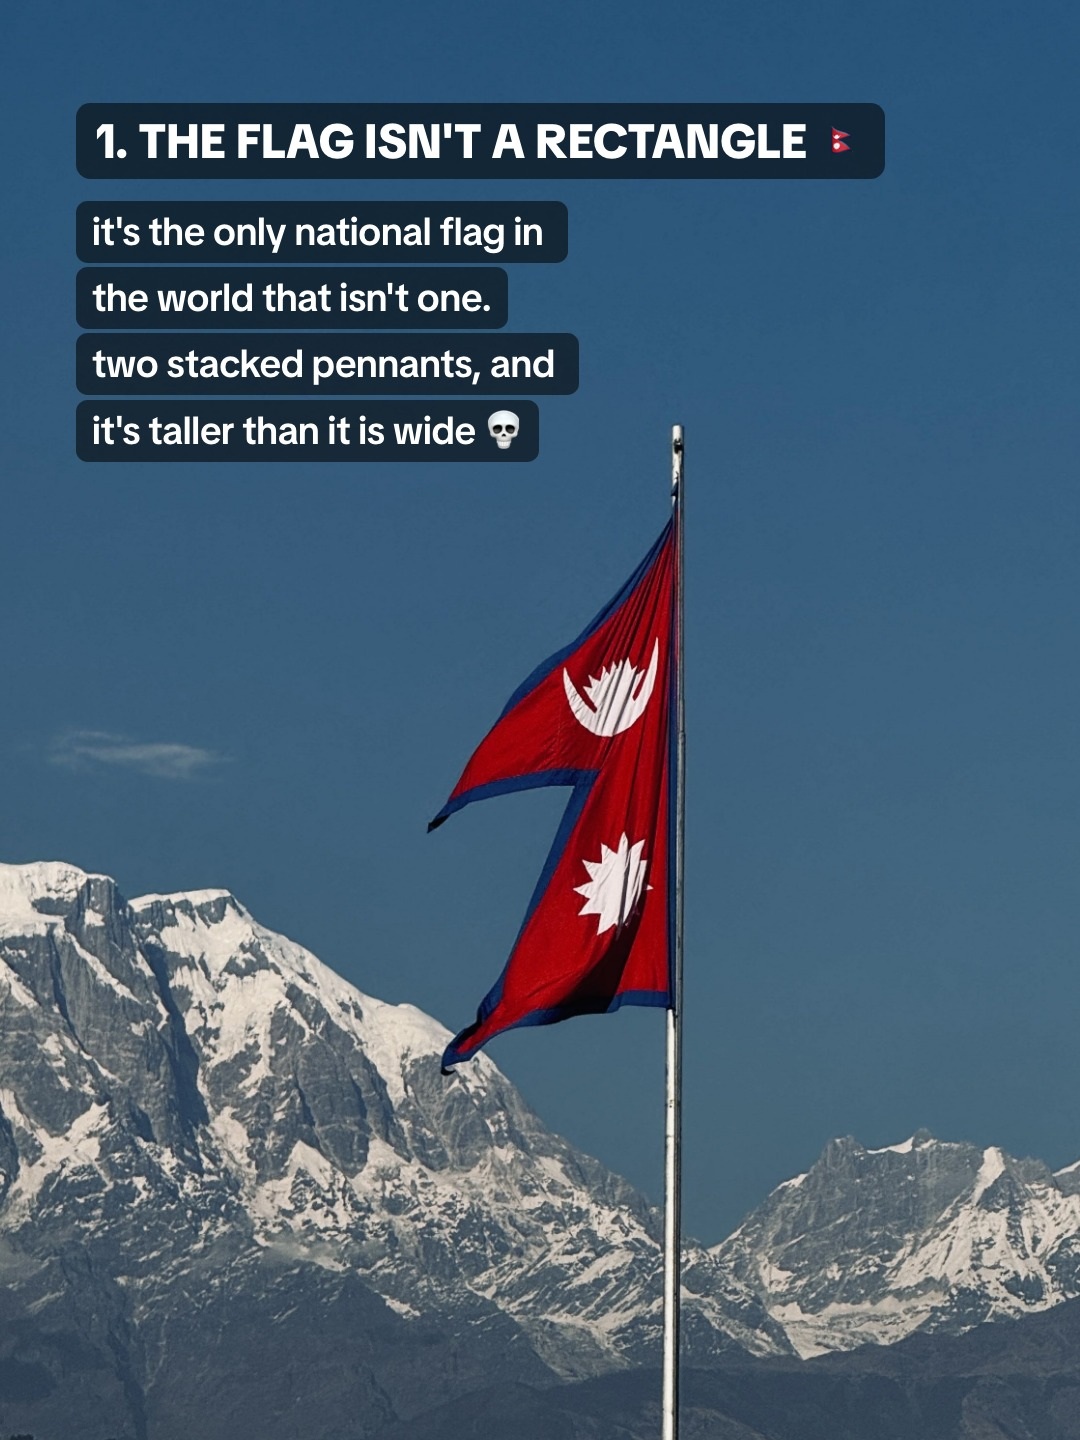 1. THE FLAG ISN'T A RECTANGLE 🇳🇵
it's the only national flag in
the world that isn't one.
two stacked pennants, and
it's taller than it is wide 💀